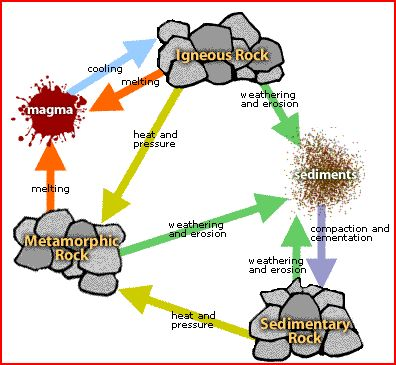 Igneous Rock
cooling
melting
magma
weathering
and erosion
heat and
pressure
sediments
melting
Metamorphic
Rock
weathering
and erosion
compaction and
cementation
weathering
and erosion
heat and
pressure
Sedimentary
Rock